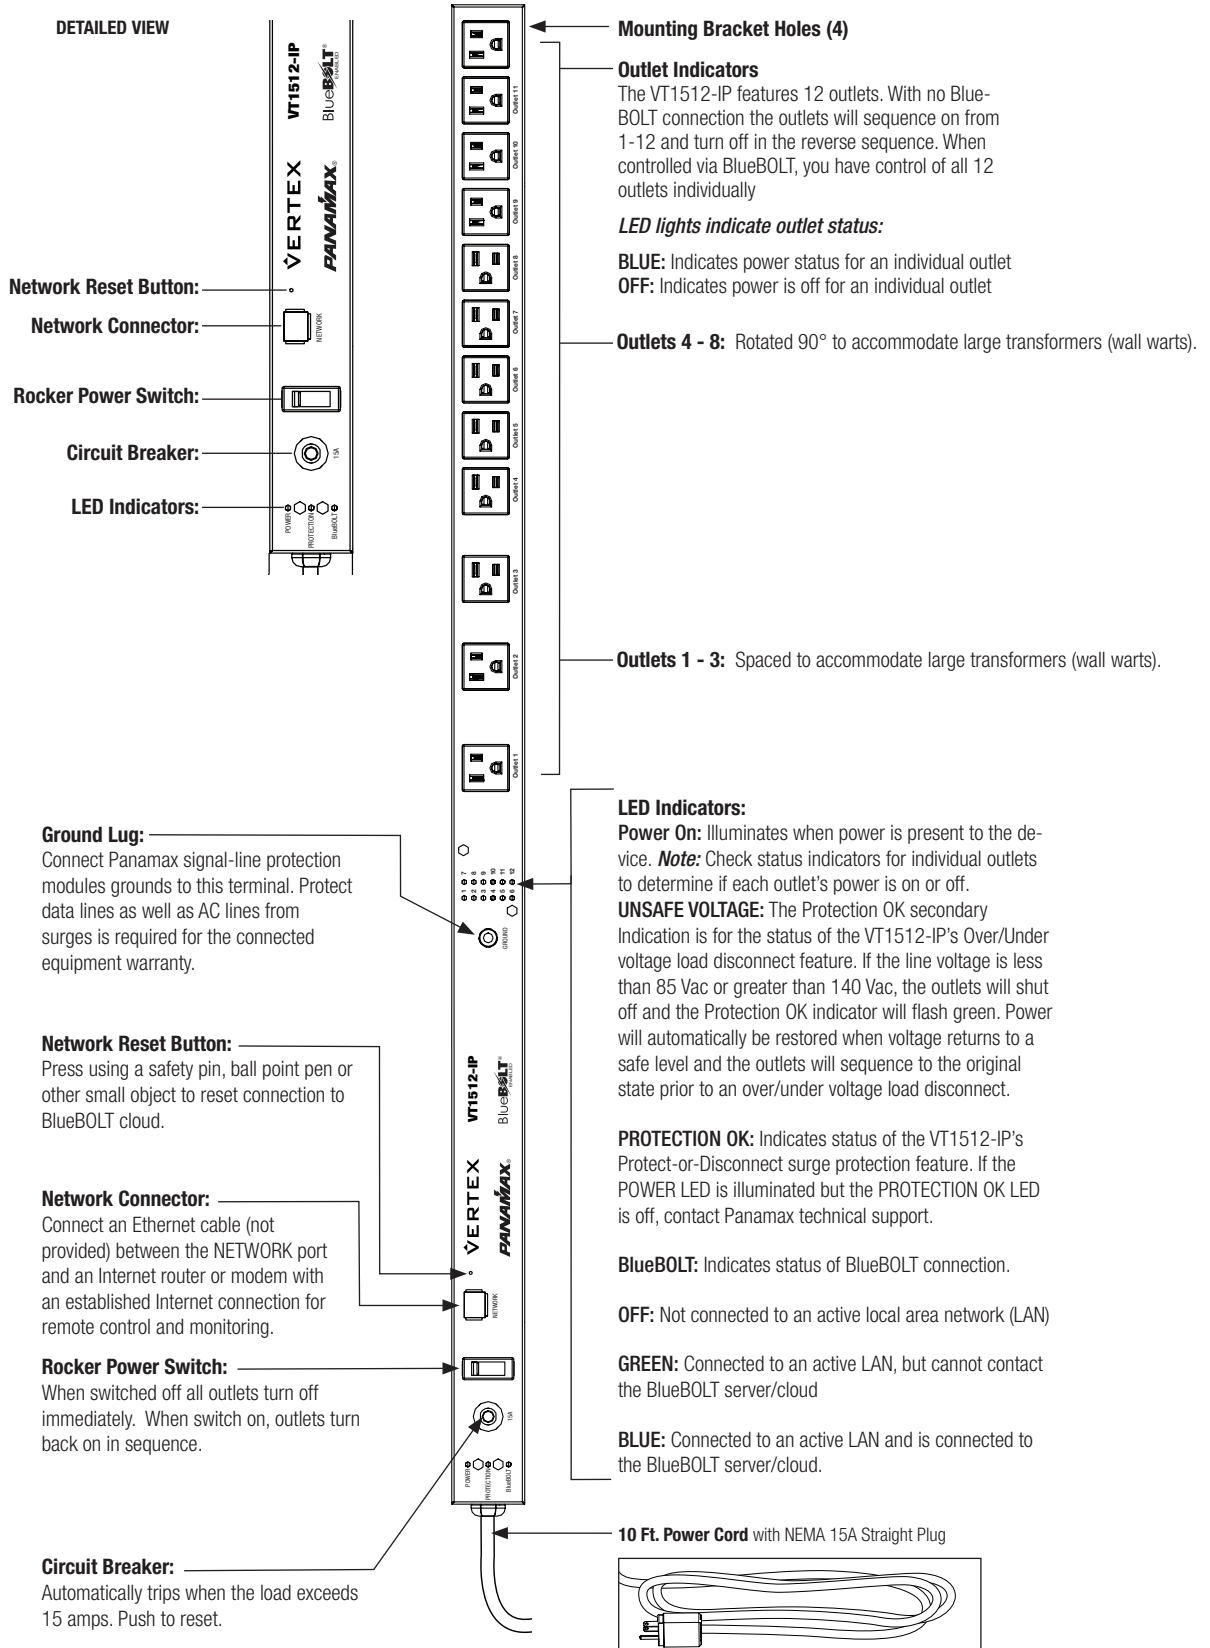 DETAILED VIEW
VT1512-IP
BlueBOLT®
ENABLED
VERTEX
PANAMAX®
Network Reset Button:
Network Connector:
NETWORK
Rocker Power Switch:
Circuit Breaker:
15A
LED Indicators:
POWER
PROTECTION
BlueBOLT
Outlet 11
Outlet 10
Outlet 9
Outlet 8
Outlet 7
Outlet 6
Outlet 5
Outlet 4
Outlet 3
Outlet 2
Outlet 1
Mounting Bracket Holes (4)
Outlet Indicators
The VT1512-IP features 12 outlets. With no Blue-
BOLT connection the outlets will sequence on from
1-12 and turn off in the reverse sequence. When
controlled via BlueBOLT, you have control of all 12
outlets individually
LED lights indicate outlet status:
BLUE: Indicates power status for an individual outlet
OFF: Indicates power is off for an individual outlet
Outlets 4 - 8: Rotated 90° to accommodate large transformers (wall warts).
Outlets 1 - 3: Spaced to accommodate large transformers (wall warts).
Ground Lug:
Connect Panamax signal-line protection
modules grounds to this terminal. Protect
data lines as well as AC lines from
surges is required for the connected
equipment warranty.
Network Reset Button:
Press using a safety pin, ball point pen or
other small object to reset connection to
BlueBOLT cloud.
Network Connector:
Connect an Ethernet cable (not
provided) between the NETWORK port
and an Internet router or modem with
an established Internet connection for
remote control and monitoring.
Rocker Power Switch:
When switched off all outlets turn off
immediately. When switch on, outlets turn
back on in sequence.
Circuit Breaker:
Automatically trips when the load exceeds
15 amps. Push to reset.
7 8 9 10 11 12
1 2 3 4 5 6
GROUND
VT1512-IP
BlueBOLT®
ENABLED
VERTEX
PANAMAX®
NETWORK
15A
POWER
PROTECTION
BlueBOLT
LED Indicators:
Power On: Illuminates when power is present to the de-
vice. Note: Check status indicators for individual outlets
to determine if each outlet's power is on or off.
UNSAFE VOLTAGE: The Protection OK secondary
Indication is for the status of the VT1512-IP's Over/Under
voltage load disconnect feature. If the line voltage is less
than 85 Vac or greater than 140 Vac, the outlets will shut
off and the Protection OK indicator will flash green. Power
will automatically be restored when voltage returns to a
safe level and the outlets will sequence to the original
state prior to an over/under voltage load disconnect.
PROTECTION OK: Indicates status of the VT1512-IP's
Protect-or-Disconnect surge protection feature. If the
POWER LED is illuminated but the PROTECTION OK LED
is off, contact Panamax technical support.
BlueBOLT: Indicates status of BlueBOLT connection.
OFF: Not connected to an active local area network (LAN)
GREEN: Connected to an active LAN, but cannot contact
the BlueBOLT server/cloud
BLUE: Connected to an active LAN and is connected to
the BlueBOLT server/cloud.
10 Ft. Power Cord with NEMA 15A Straight Plug